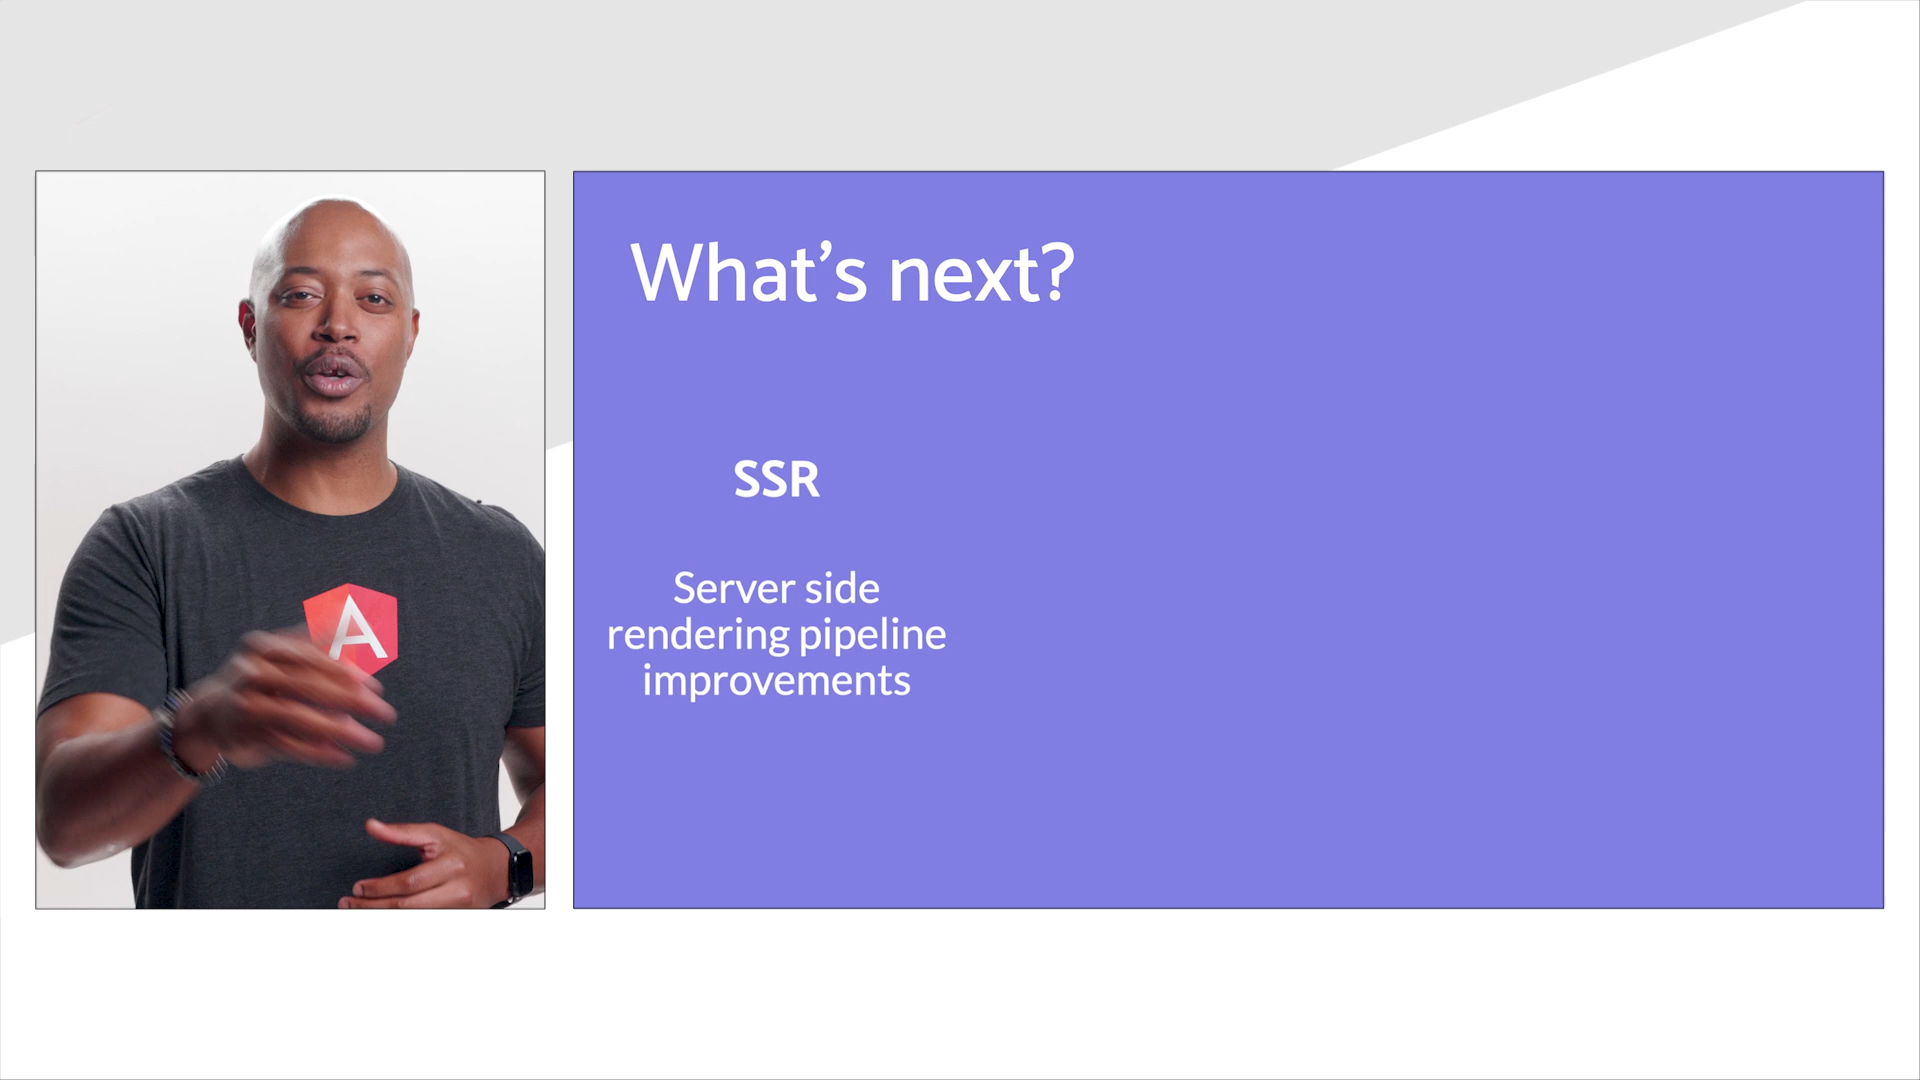 What's next?
SSR
Server side
rendering pipeline
improvements
A